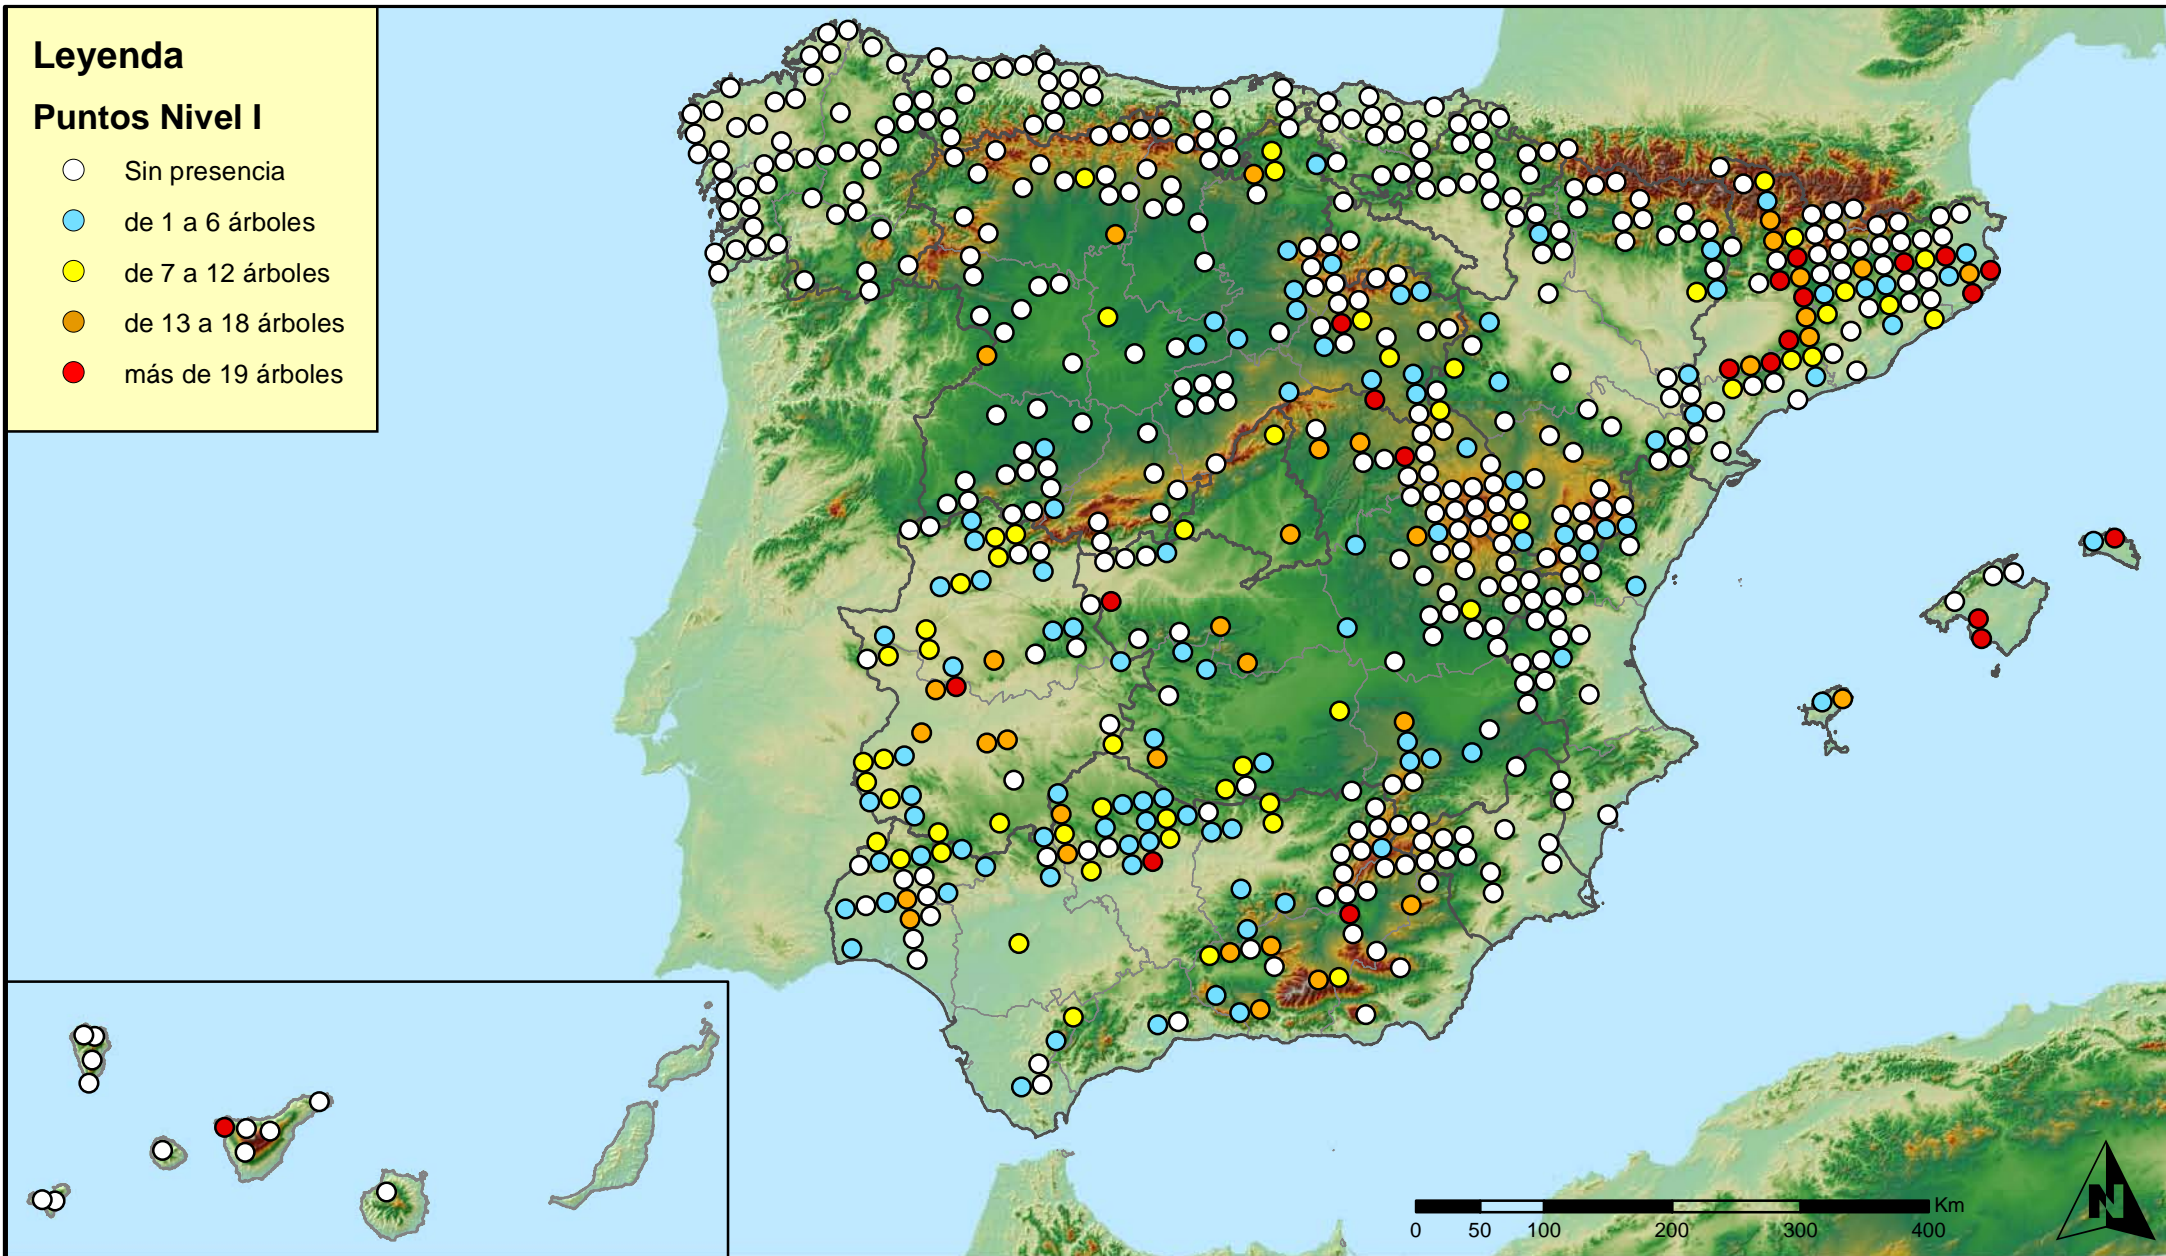 Leyenda
Puntos Nivel I
Sin presencia
de 1 a 6 árboles
de 7 a 12 árboles
de 13 a 18 árboles
más de 19 árboles
Km
0 50 100 200 300 400
N